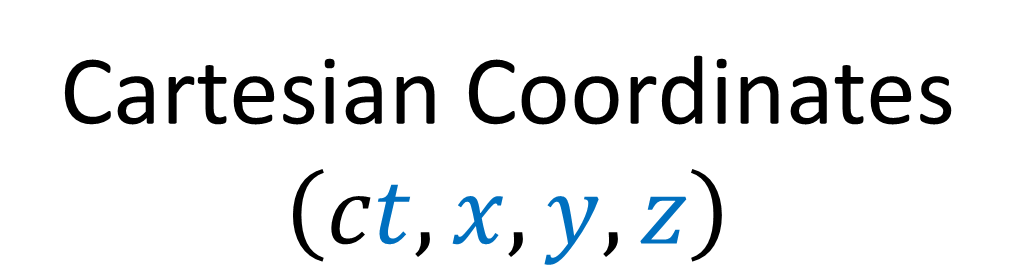 Cartesian Coordinates
(ct, x, y, z)